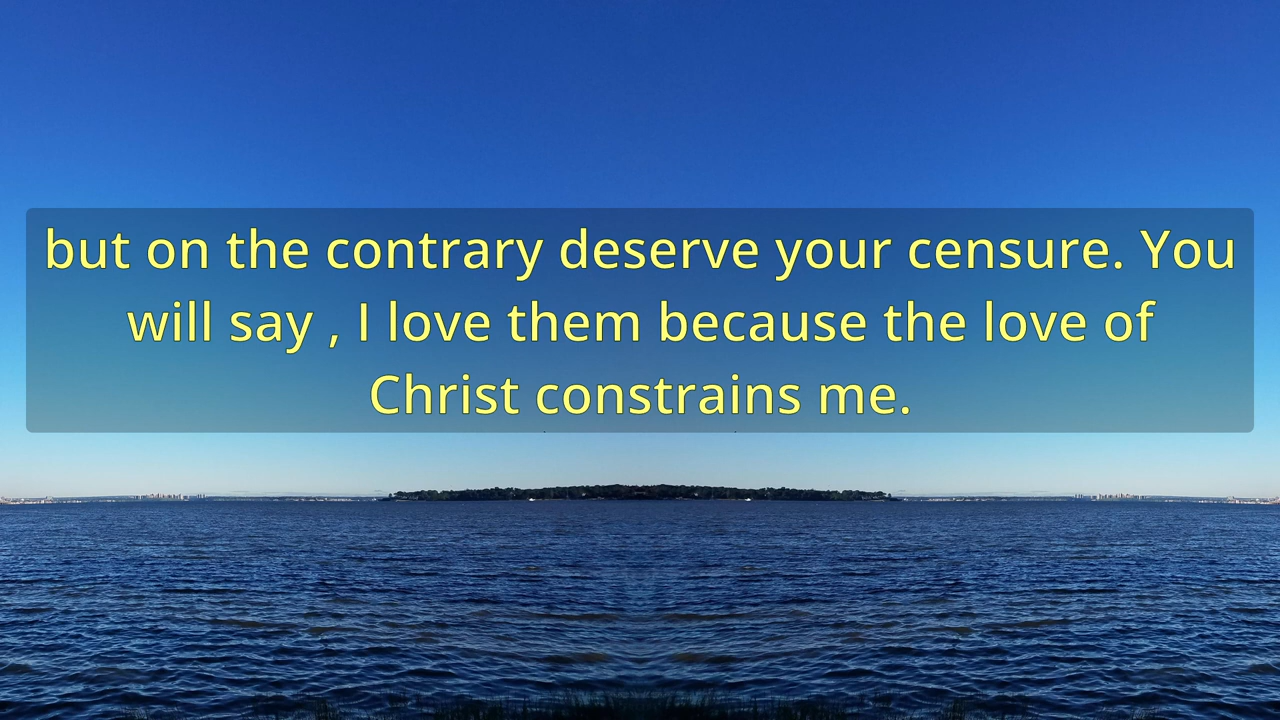 but on the contrary deserve your censure. You
will say , I love them because the love of
Christ constrains me.